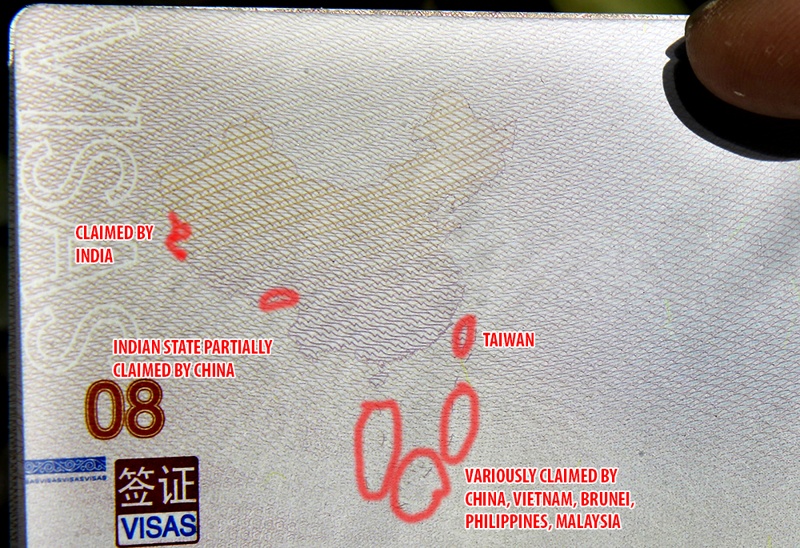 VISAS
CLAIMED BY
INDIA
INDIAN STATE PARTIALLY
CLAIMED BY CHINA
TAIWAN
08
签证
VISAS
VARIOUSLY CLAIMED BY
CHINA, VIETNAM, BRUNEI,
PHILIPPINES, MALAYSIA